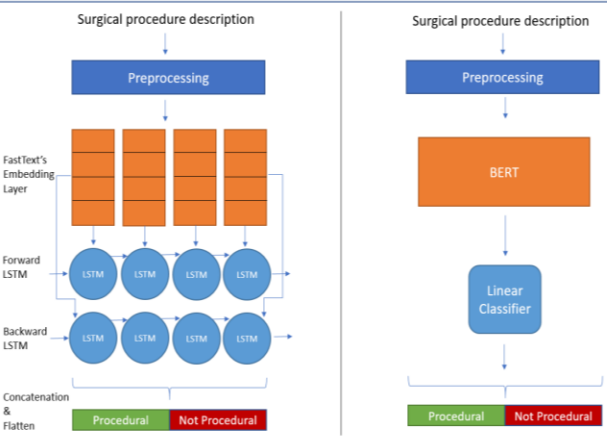 Surgical procedure description
Preprocessing
FastText's
Embedding
Layer
Forward
LSTM
LSTM
LSTM
LSTM
LSTM
Backward
LSTM
LSTM
LSTM
LSTM
LSTM
Concatenation
&
Flatten
Procedural
Not Procedural
Surgical procedure description
Preprocessing
BERT
Linear
Classifier
Procedural
Not Procedural